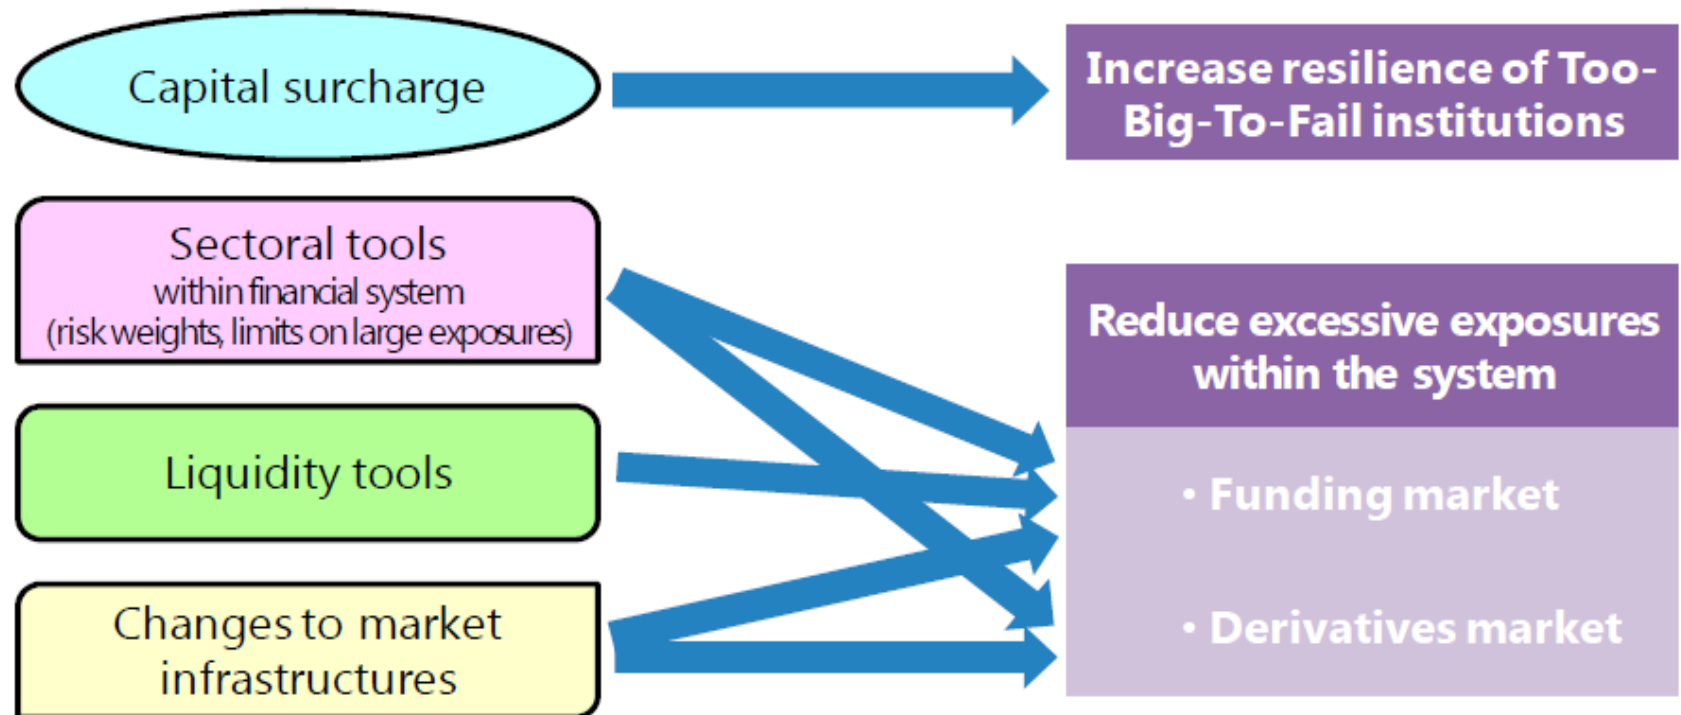 Capital surcharge
Increase resilience of Too-
Big-To-Fail institutions
Sectoral tools
within financial system
(risk weights, limits on large exposures)
Reduce excessive exposures
within the system
Liquidity tools
• Funding market
Changes to market
infrastructures
• Derivatives market